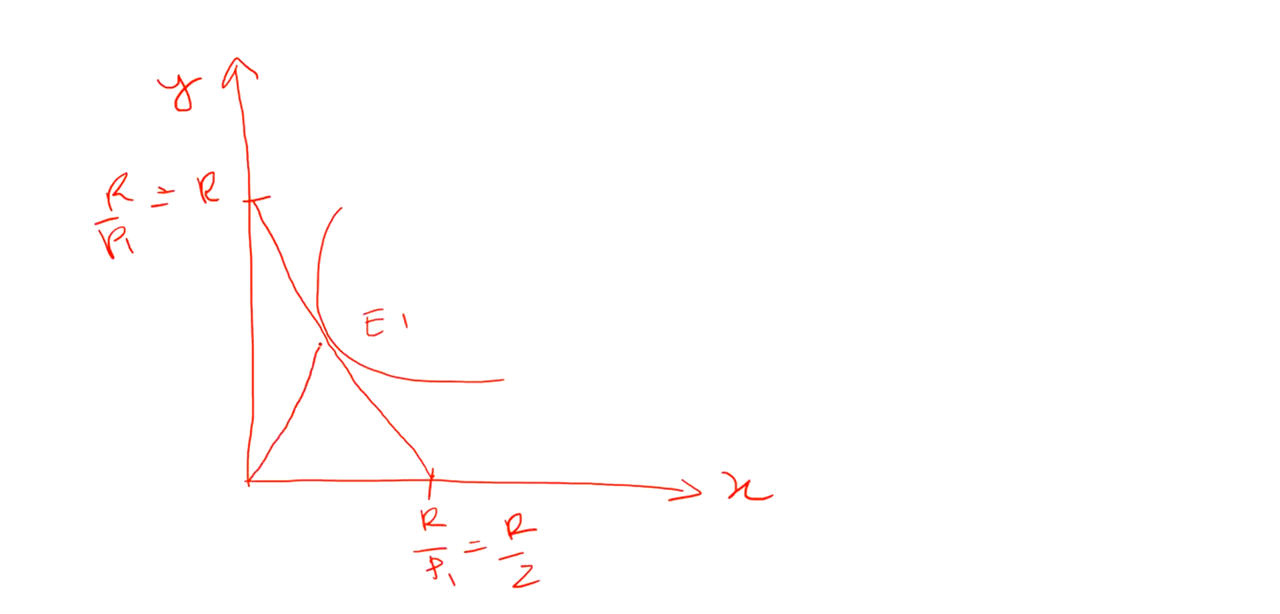 y
R/P1 = R
E1
x
R/P1 = R/2